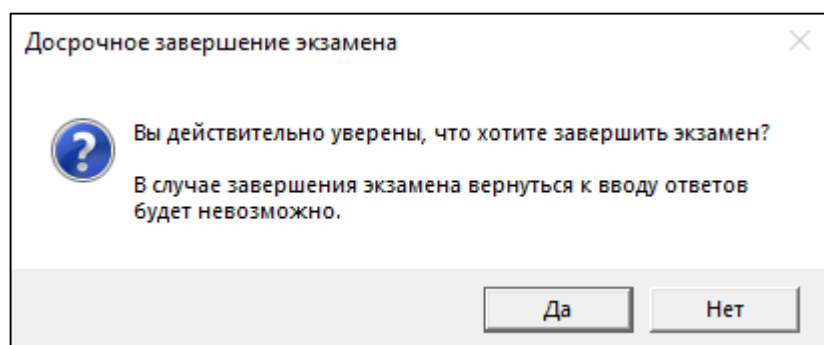 Досрочное завершение экзамена
Вы действительно уверены, что хотите завершить экзамен?
В случае завершения экзамена вернуться к вводу ответов
будет невозможно.
Да
Нет